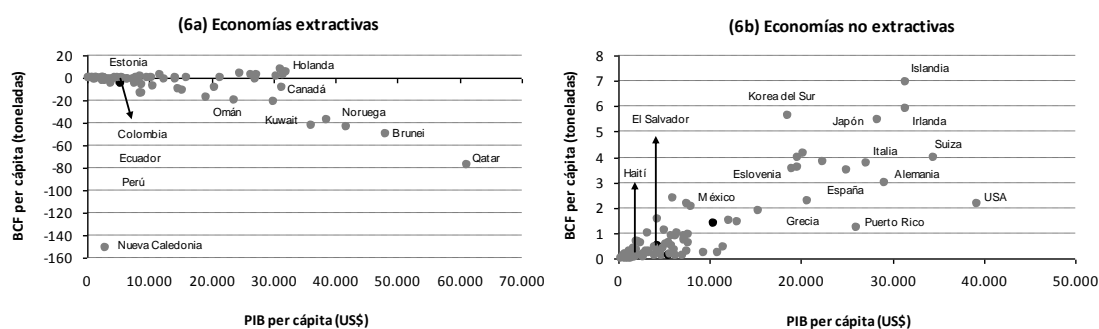 (6a) Economías extractivas
BCF per cápita (toneladas)
20
0
-20
-40
-60
-80
-100
-120
-140
-160
Estonia
Holanda
Canadá
Omán
Kuwait
Noruega
Brunei
Qatar
Colombia
Ecuador
Perú
Nueva Caledonia
0 10.000 20.000 30.000 40.000 50.000 60.000 70.000
PIB per cápita (US$)
(6b) Economías no extractivas
BCF per cápita (toneladas)
8
7
6
5
4
3
2
1
0
Islandia
Korea del Sur
El Salvador
Japón
Irlanda
Italia
Suiza
Haití
Eslovenia
Alemania
México
España
USA
Grecia
Puerto Rico
0 10.000 20.000 30.000 40.000 50.000
PIB per cápita (US$)